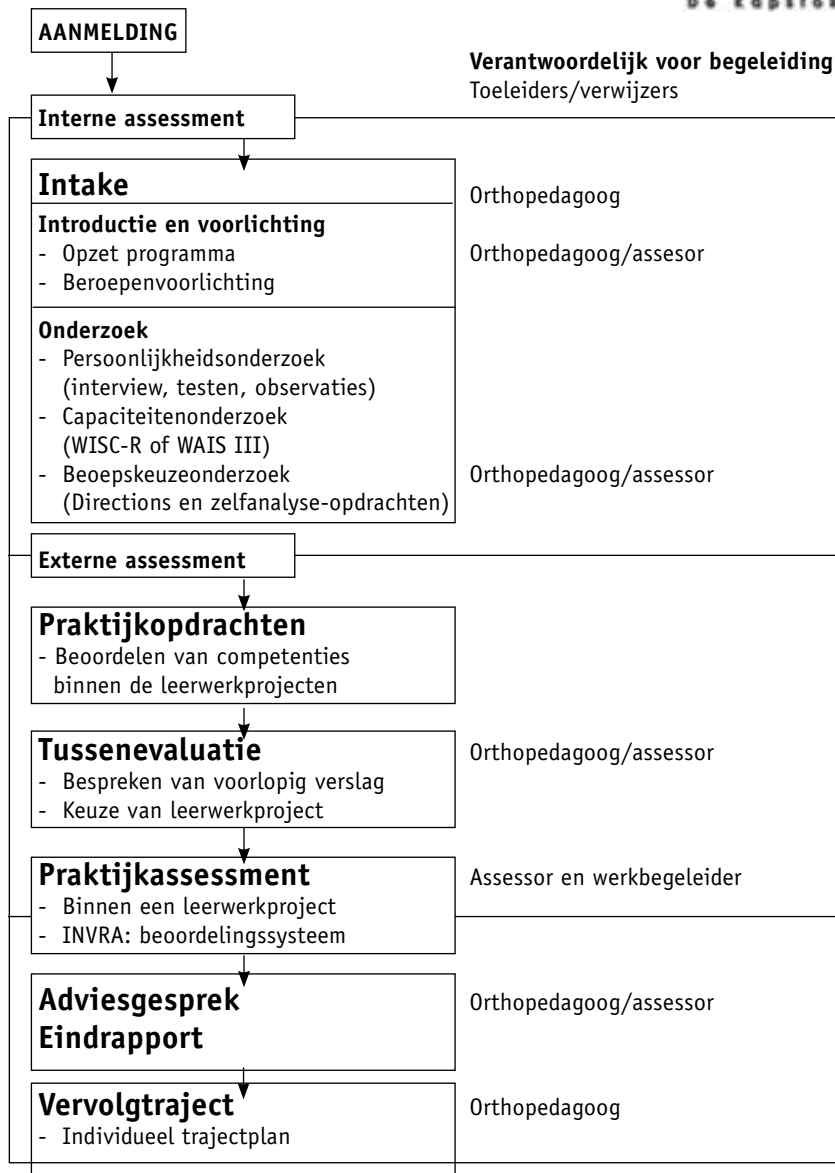 AANMELDING
Verantwoordelijk voor begeleiding
Toeleiders/verwijzers
Interne assessment
Intake
Orthopedagoog
Introductie en voorlichting
- Opzet programma
Orthopedagoog/assesor
- Beroepenvoorlichting
Onderzoek
- Persoonlijkheidsonderzoek
(interview, testen, observaties)
- Capaciteitenonderzoek
(WISC-R of WAIS III)
- Beoepskeuzeonderzoek
Orthopedagoog/assessor
(Directions en zelfanalyse-opdrachten)
Externe assessment
Praktijkopdrachten
- Beoordelen van competenties
binnen de leerwerkprojecten
Tussenevaluatie
Orthopedagoog/assessor
- Bespreken van voorlopig verslag
- Keuze van leerwerkproject
Praktijkassessment
Assessor en werkbegeleider
- Binnen een leerwerkproject
- INVRA: beoordelingssysteem
Adviesgesprek
Orthopedagoog/assessor
Eindrapport
Vervolgtraject
Orthopedagoog
- Individueel trajectplan